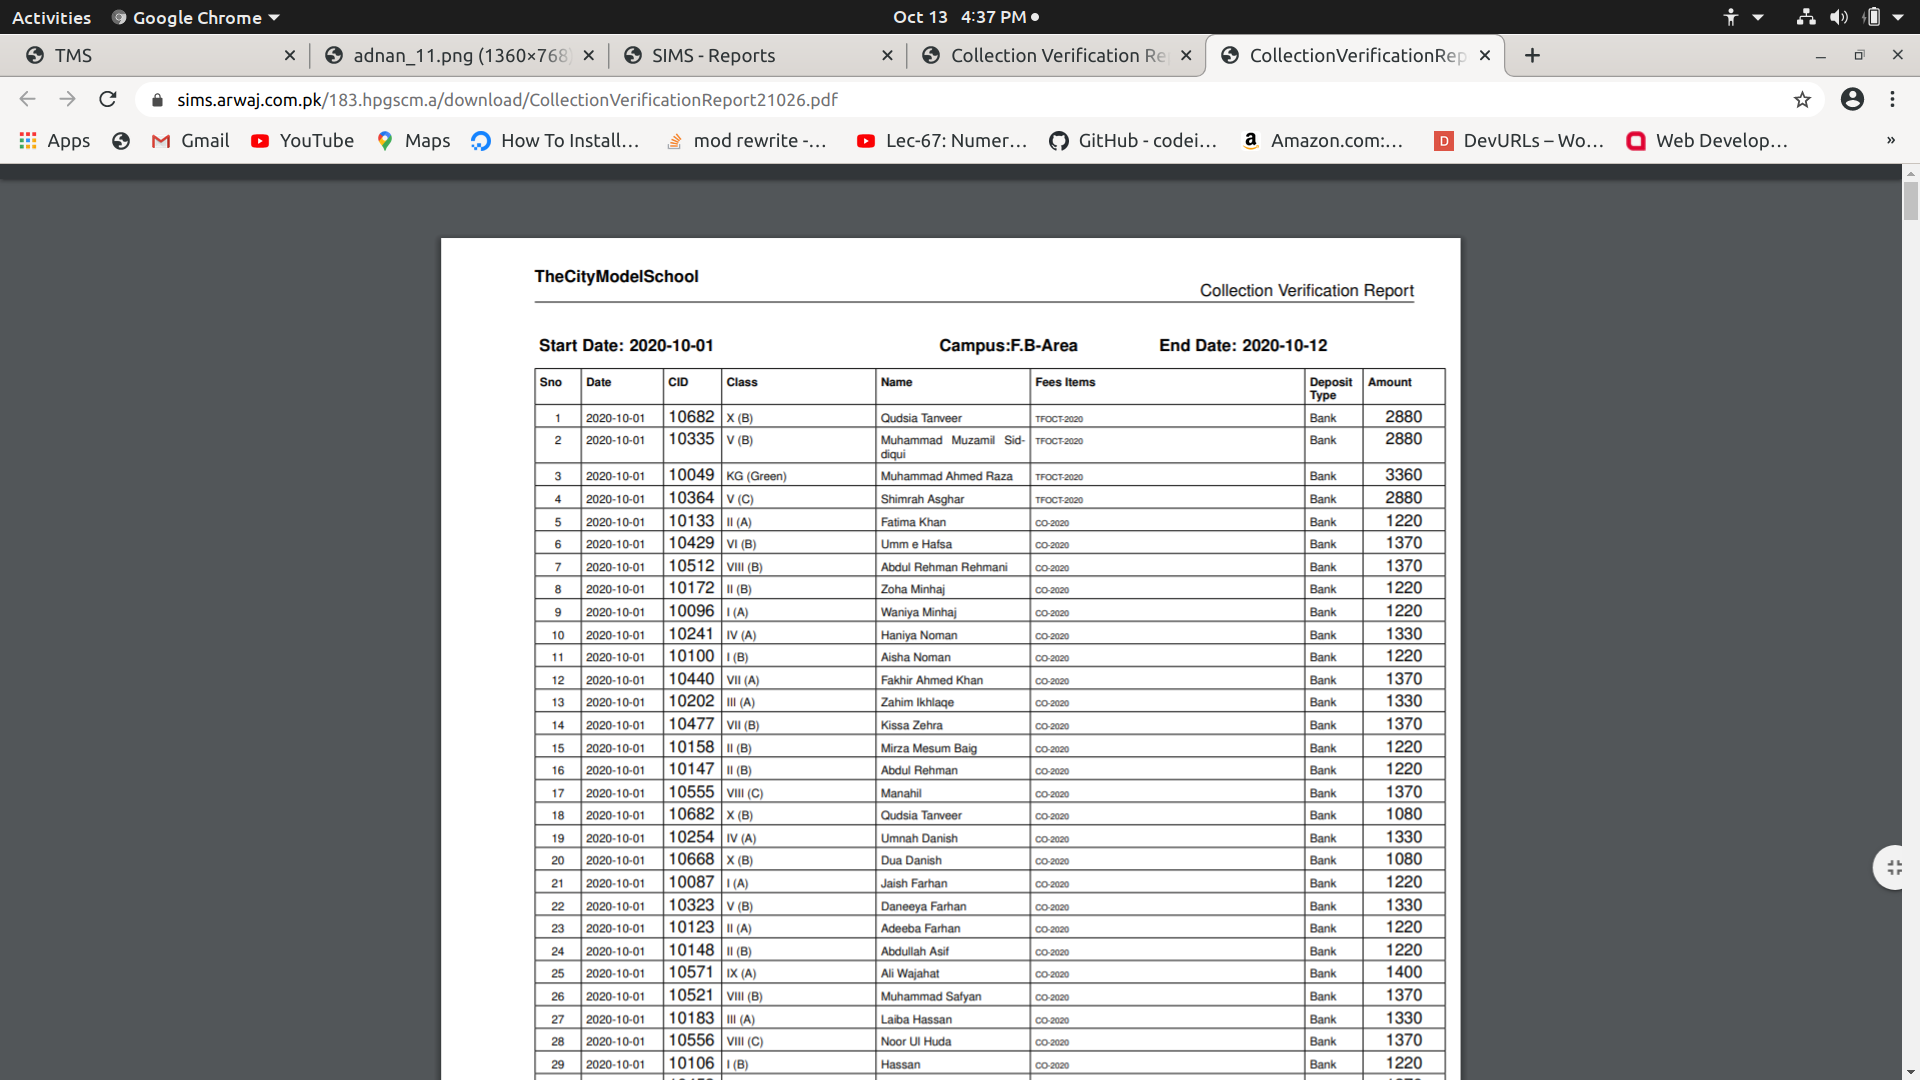 Activities Google Chrome Oct 13 4:37 PM
TMS adnan_11.png (1360×768 SIMS - Reports Collection Verification Re CollectionVerificationRep
sims.arwaj.com.pk/183.hpgscm.a/download/CollectionVerificationReport21026.pdf
Apps Gmail YouTube Maps How To Install... mod rewrite -... Lec-67: Numer... GitHub - codei... Amazon.com:... DevURLs – Wo... Web Develop... »
TheCityModelSchool
Collection Verification Report
Start Date: 2020-10-01 Campus:F.B-Area End Date: 2020-10-12
Sno Date CID Class Name Fees Items Deposit Type Amount
1 2020-10-01 10682 X (B) Qudsia Tanveer TFOCT-2020 Bank 2880
2 2020-10-01 10335 V (B) Muhammad Muzamil Sid- TFOCT-2020 Bank 2880
diqui
3 2020-10-01 10049 KG (Green) Muhammad Ahmed Raza TFOCT-2020 Bank 3360
4 2020-10-01 10364 V (C) Shimrah Asghar TFOCT-2020 Bank 2880
5 2020-10-01 10133 II (A) Fatima Khan CO-2020 Bank 1220
6 2020-10-01 10429 VI (B) Umm e Hafsa CO-2020 Bank 1370
7 2020-10-01 10512 VIII (B) Abdul Rehman Rehmani CO-2020 Bank 1370
8 2020-10-01 10172 II (B) Zoha Minhaj CO-2020 Bank 1220
9 2020-10-01 10096 I (A) Waniya Minhaj CO-2020 Bank 1220
10 2020-10-01 10241 IV (A) Haniya Noman CO-2020 Bank 1330
11 2020-10-01 10100 I (B) Aisha Noman CO-2020 Bank 1220
12 2020-10-01 10440 VII (A) Fakhir Ahmed Khan CO-2020 Bank 1370
13 2020-10-01 10202 III (A) Zahim Ikhlaqe CO-2020 Bank 1330
14 2020-10-01 10477 VII (B) Kissa Zehra CO-2020 Bank 1370
15 2020-10-01 10158 II (B) Mirza Mesum Baig CO-2020 Bank 1220
16 2020-10-01 10147 II (B) Abdul Rehman CO-2020 Bank 1220
17 2020-10-01 10555 VIII (C) Manahil CO-2020 Bank 1370
18 2020-10-01 10682 X (B) Qudsia Tanveer CO-2020 Bank 1080
19 2020-10-01 10254 IV (A) Umnah Danish CO-2020 Bank 1330
20 2020-10-01 10668 X (B) Dua Danish CO-2020 Bank 1080
21 2020-10-01 10087 I (A) Jaish Farhan CO-2020 Bank 1220
22 2020-10-01 10323 V (B) Daneeya Farhan CO-2020 Bank 1330
23 2020-10-01 10123 II (A) Adeeba Farhan CO-2020 Bank 1220
24 2020-10-01 10148 II (B) Abdullah Asif CO-2020 Bank 1220
25 2020-10-01 10571 IX (A) Ali Wajahat CO-2020 Bank 1400
26 2020-10-01 10521 VIII (B) Muhammad Safyan CO-2020 Bank 1370
27 2020-10-01 10183 III (A) Laiba Hassan CO-2020 Bank 1330
28 2020-10-01 10556 VIII (C) Noor Ul Huda CO-2020 Bank 1370
29 2020-10-01 10106 I (B) Hassan CO-2020 Bank 1220